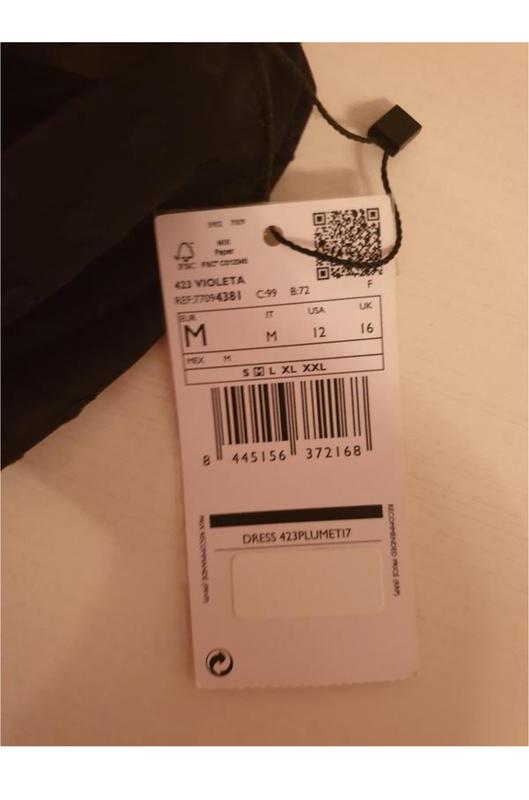 MIX
Paper
FSC
FSC® C012345
423 VIOLETA
REF:77094381 C:99 B:72 F
EUR IT USA UK
M M 12 16
MEX M
S M L XL XXL
8 445156 372168
DRESS 423PLUMETI7
RECOMMENDED PRICE (RRP)